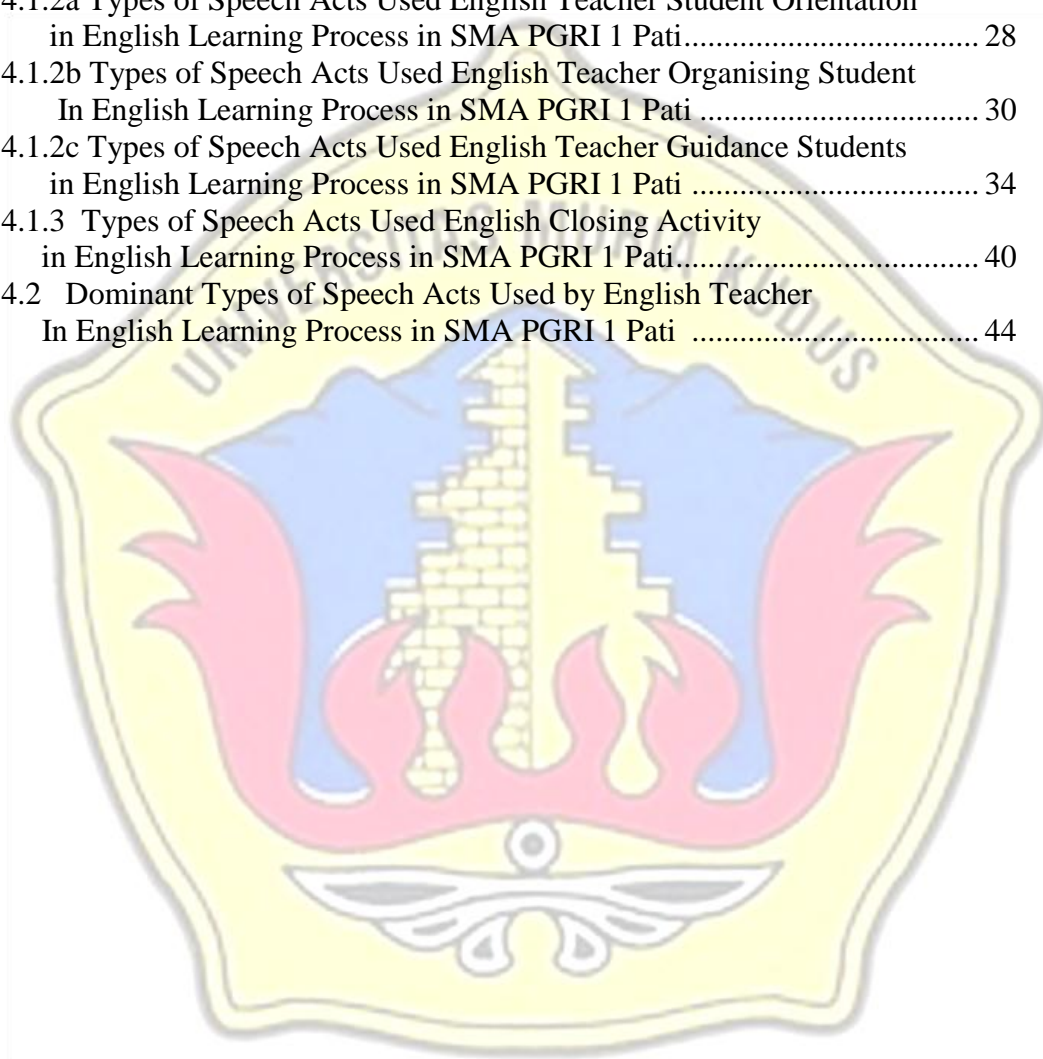 4.1.2a Types of Speech Acts Used English Teacher Student Orientation
in English Learning Process in SMA PGRI 1 Pati................................. 28
4.1.2b Types of Speech Acts Used English Teacher Organising Student
In English Learning Process in SMA PGRI 1 Pati ............................... 30
4.1.2c Types of Speech Acts Used English Teacher Guidance Students
in English Learning Process in SMA PGRI 1 Pati ................................ 34
4.1.3 Types of Speech Acts Used English Closing Activity
in English Learning Process in SMA PGRI 1 Pati.................................. 40
4.2 Dominant Types of Speech Acts Used by English Teacher
In English Learning Process in SMA PGRI 1 Pati ................................ 44
UNIVERSITAS MURIA KUDUS